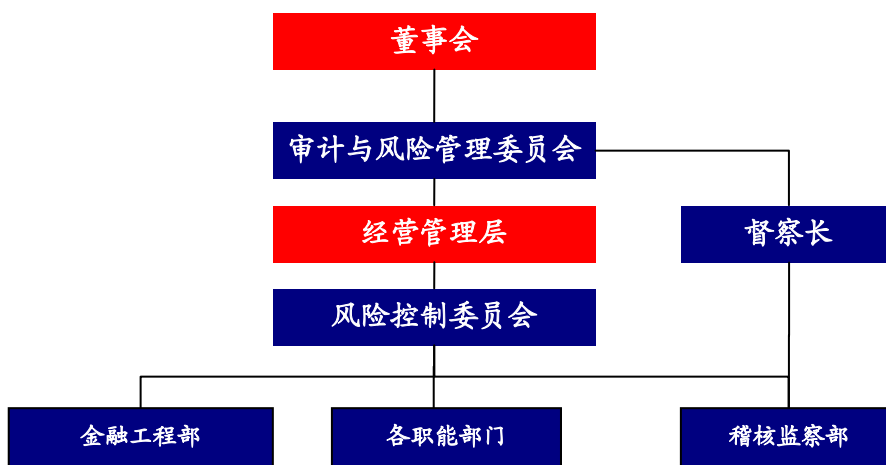 董事会
审计与风险管理委员会
经营管理层
督察长
风险控制委员会
金融工程部
各职能部门
稽核监察部